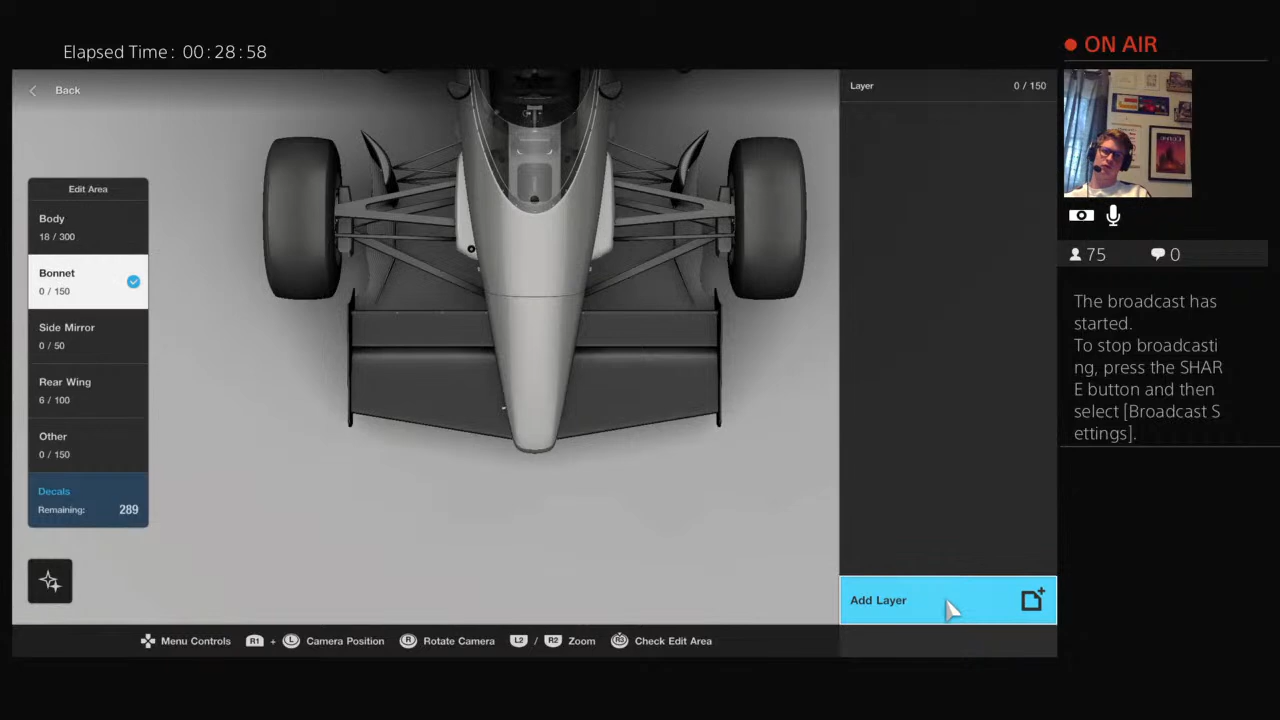 Elapsed Time: 00:28:58
ON AIR
Back
Layer 0 / 150
Edit Area
Body
18 / 300
Bonnet
0 / 150
Side Mirror
0 / 50
Rear Wing
6 / 100
Other
0 / 150
Decals
Remaining: 289
Add Layer
Menu Controls R1 + L Camera Position R Rotate Camera L2 / R2 Zoom R3 Check Edit Area
75 0
The broadcast has
started.
To stop broadcasti
ng, press the SHAR
E button and then
select [Broadcast S
ettings].